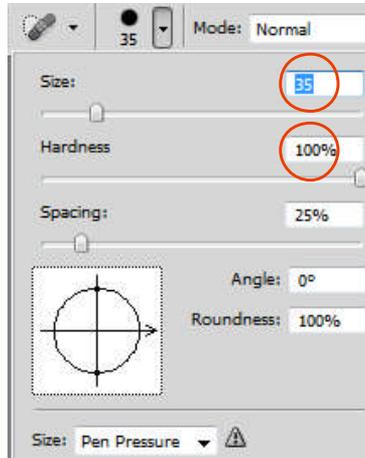 35
Mode: Normal
Size: 35
Hardness 100%
Spacing: 25%
Angle: 0°
Roundness: 100%
Size: Pen Pressure